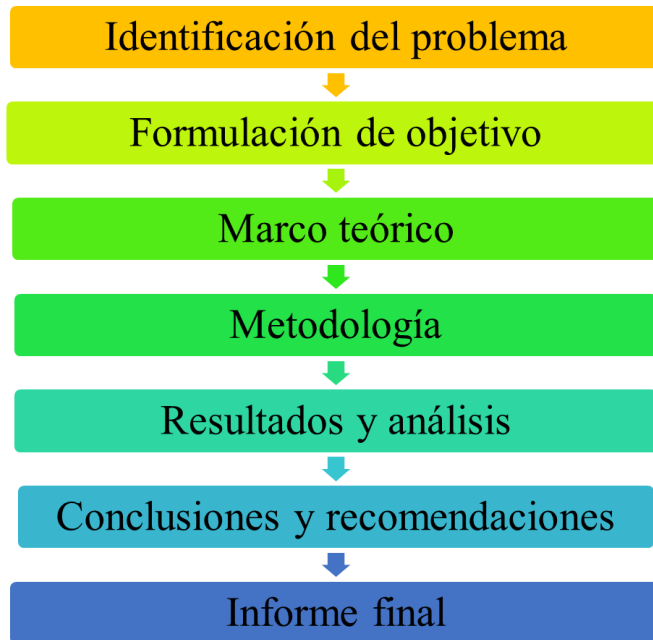 Identificación del problema
Formulación de objetivo
Marco teórico
Metodología
Resultados y análisis
Conclusiones y recomendaciones
Informe final